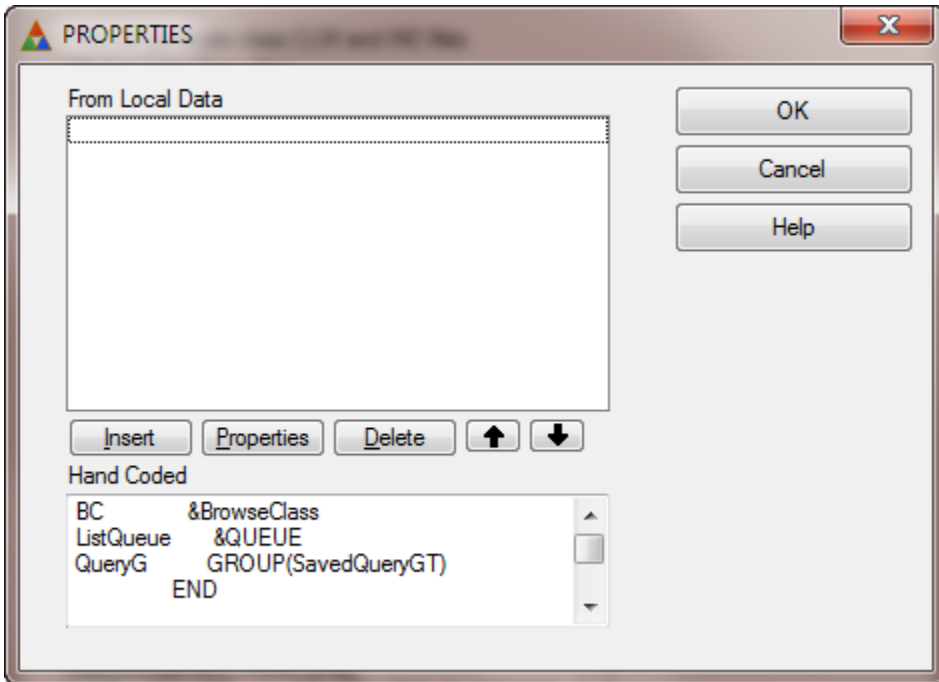 PROPERTIES
From Local Data
OK
Cancel
Help
Insert Properties Delete
Hand Coded
BC &BrowseClass
ListQueue &QUEUE
QueryG GROUP(SavedQueryGT)
END